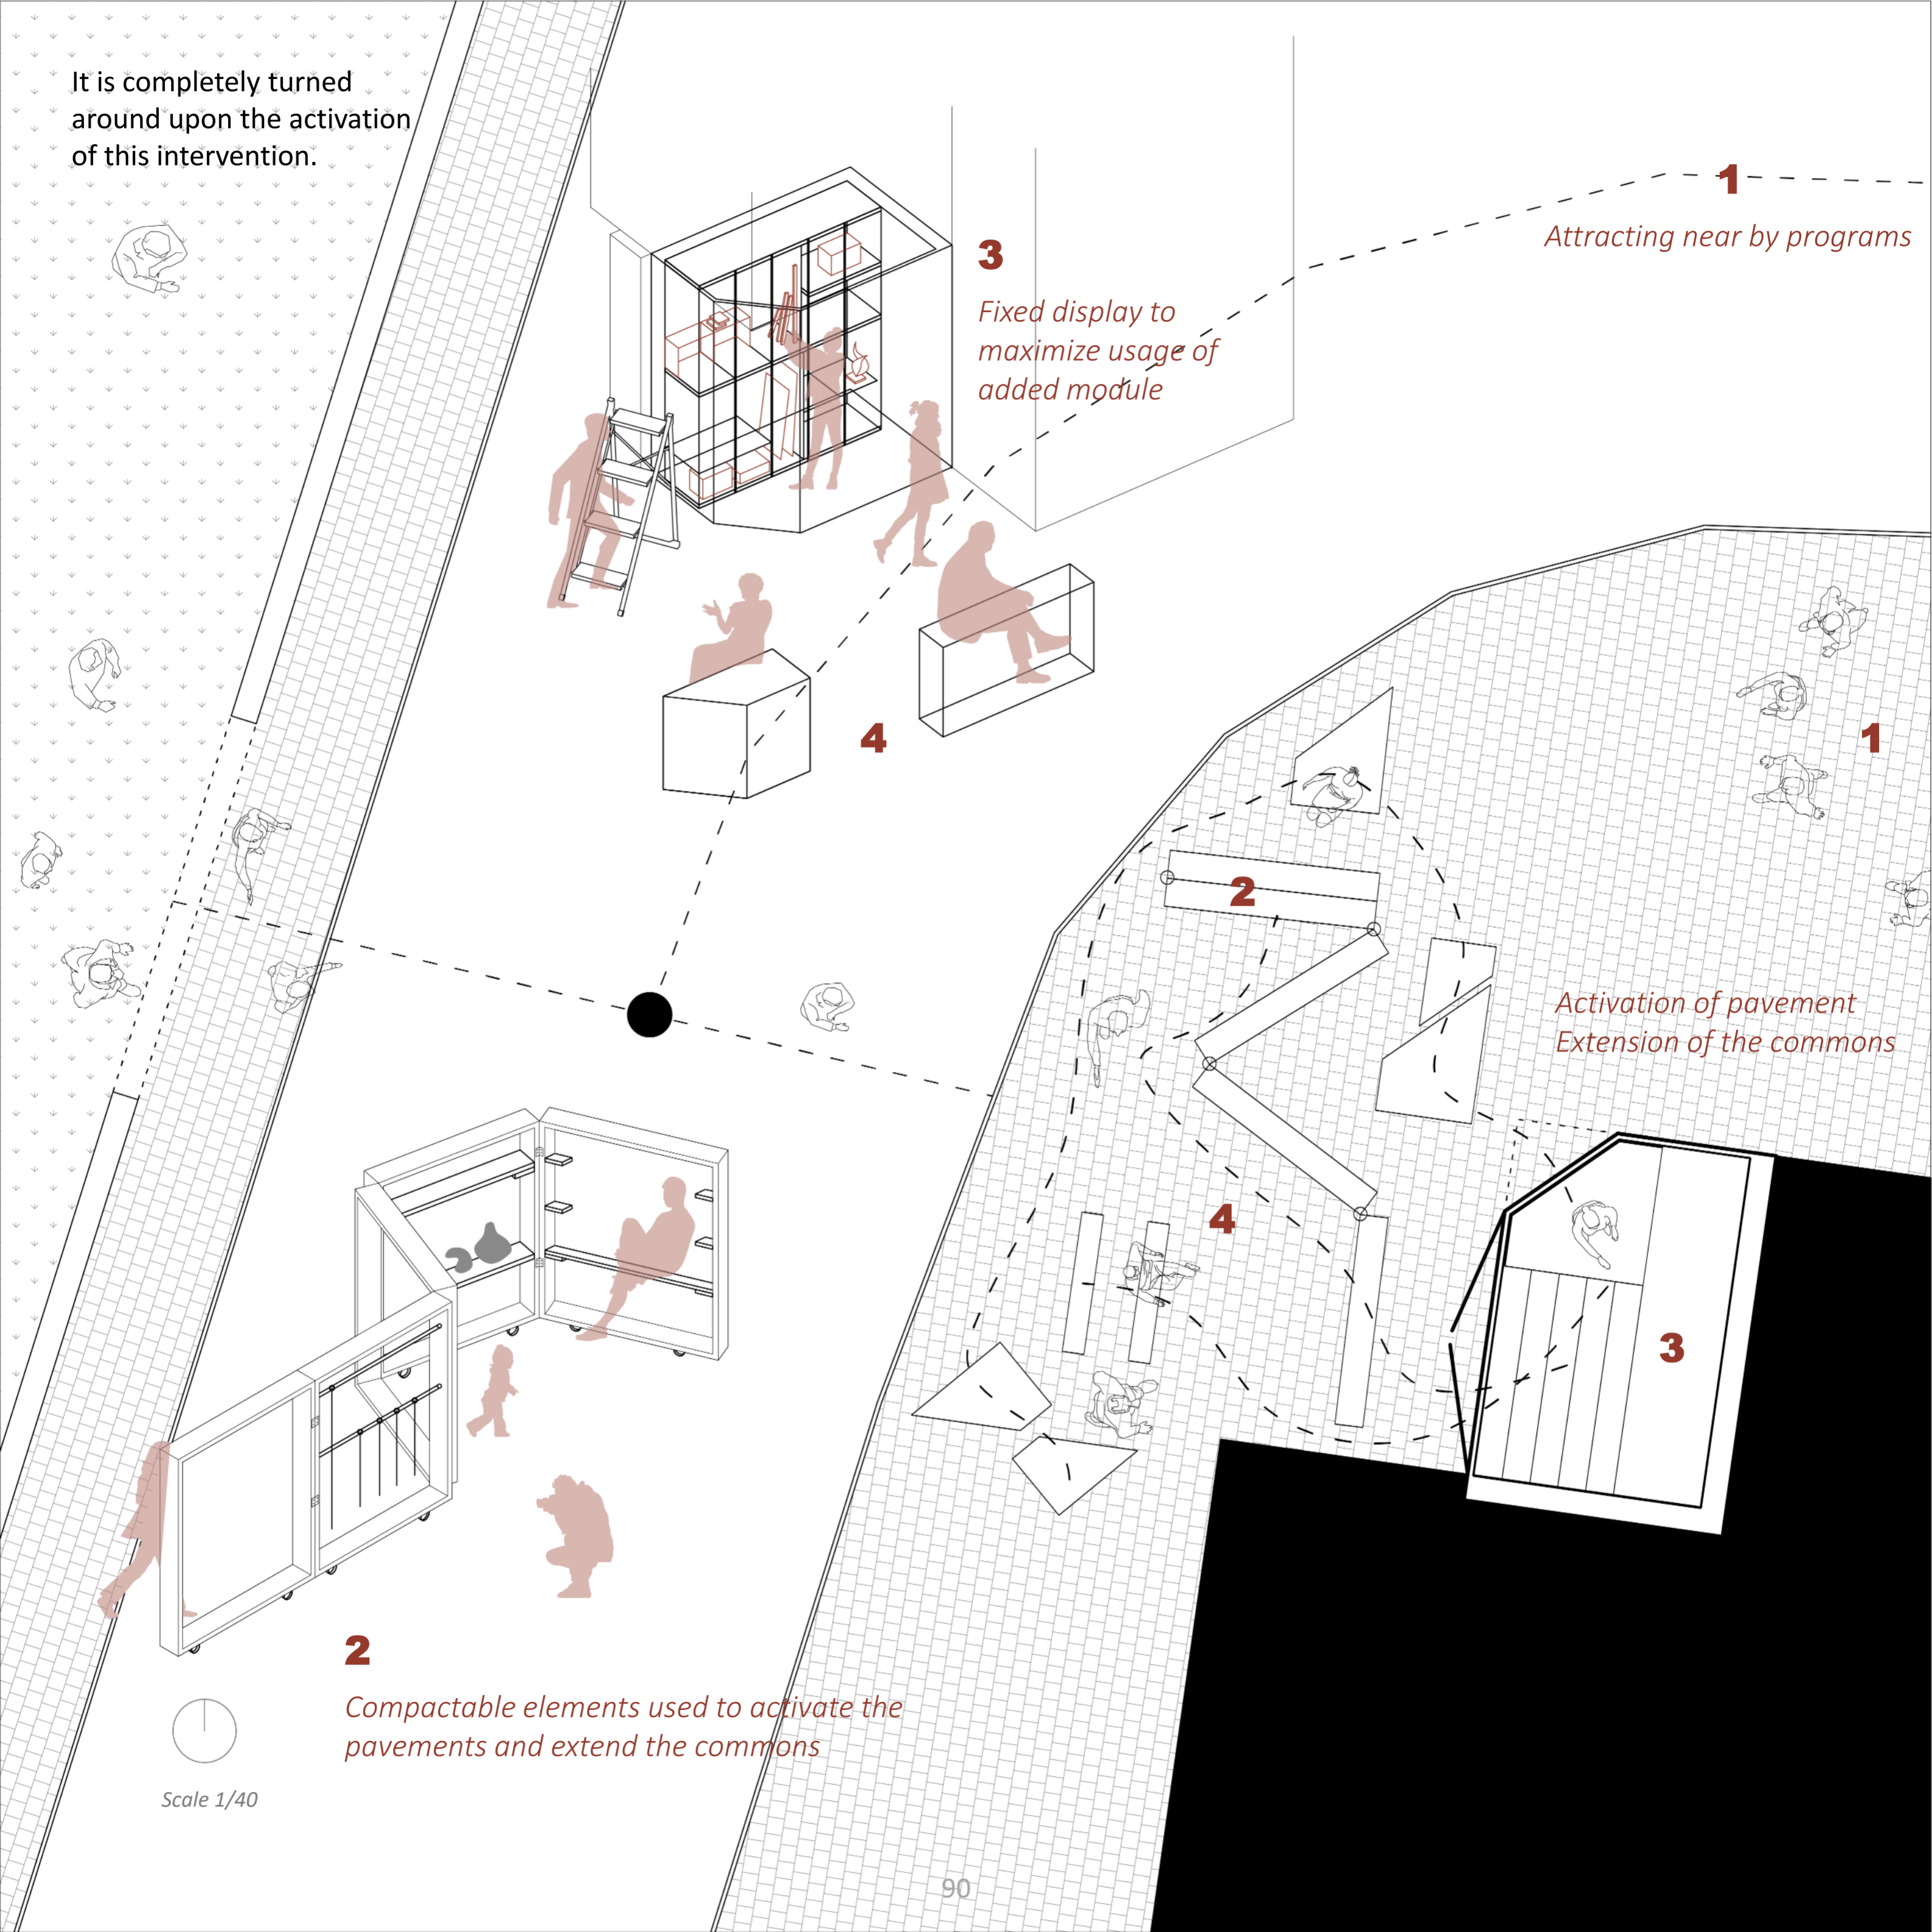 It is completely turned
around upon the activation
of this intervention.
1
Attracting near by programs
3
Fixed display to
maximize usage of
added module
4
1
2
Activation of pavement
Extension of the commons
4
3
2
Compactable elements used to activate the
pavements and extend the commons
Scale 1/40
90